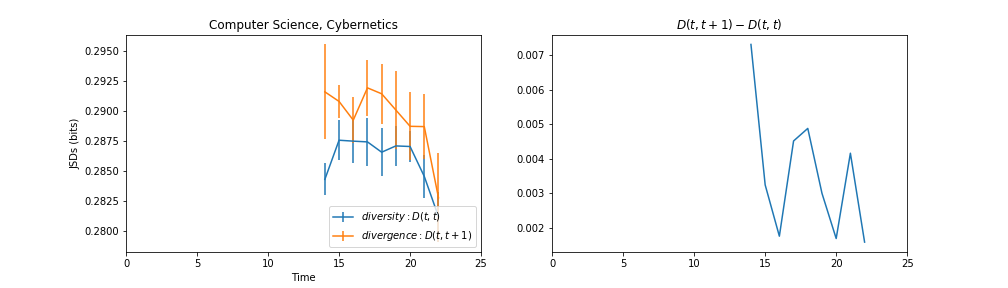 Computer Science, Cybernetics
JSDs (bits)
0.2950
0.2925
0.2900
0.2875
0.2850
0.2825
0.2800
0 5 10 15 20 25
Time
diversity: D(t, t)
divergence: D(t, t + 1)
D(t, t + 1) − D(t, t)
0.007
0.006
0.005
0.004
0.003
0.002
0 5 10 15 20 25